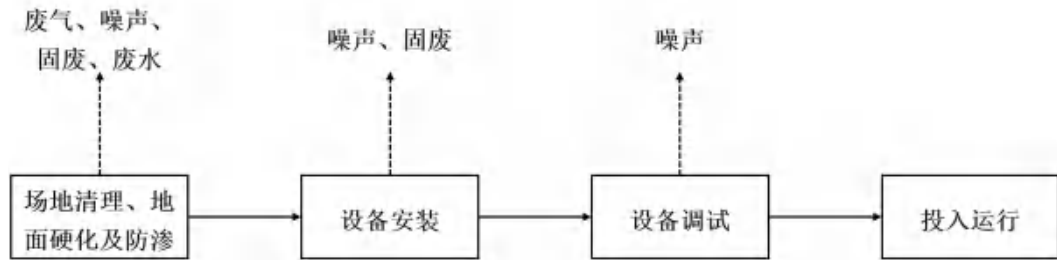 废气、噪声、
固废、废水
噪声、固废
噪声
场地清理、地
面硬化及防渗
设备安装
设备调试
投入运行